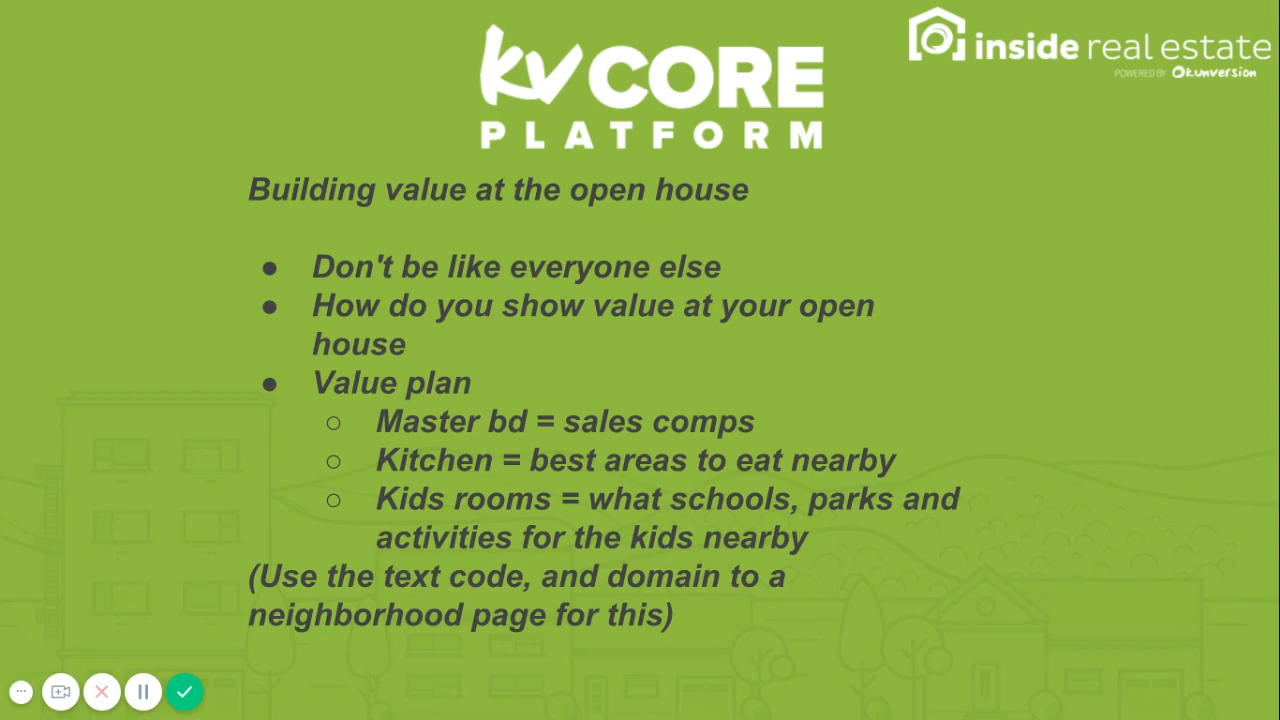 kvCORE
PLATFORM
inside real estate
POWERED BY kunversion
Building value at the open house
● Don't be like everyone else
● How do you show value at your open
house
● Value plan
○ Master bd = sales comps
○ Kitchen = best areas to eat nearby
○ Kids rooms = what schools, parks and
activities for the kids nearby
(Use the text code, and domain to a
neighborhood page for this)